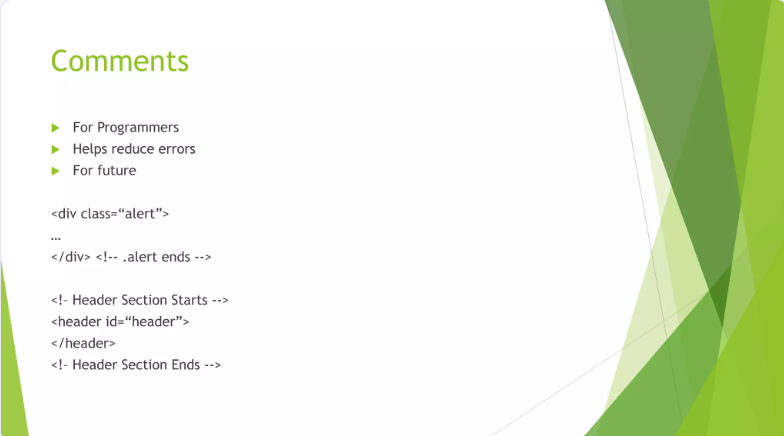 Comments
For Programmers
Helps reduce errors
For future
<div class=“alert”>
…
</div> <!-- .alert ends -->
<!– Header Section Starts -->
<header id=“header”>
</header>
<!– Header Section Ends -->